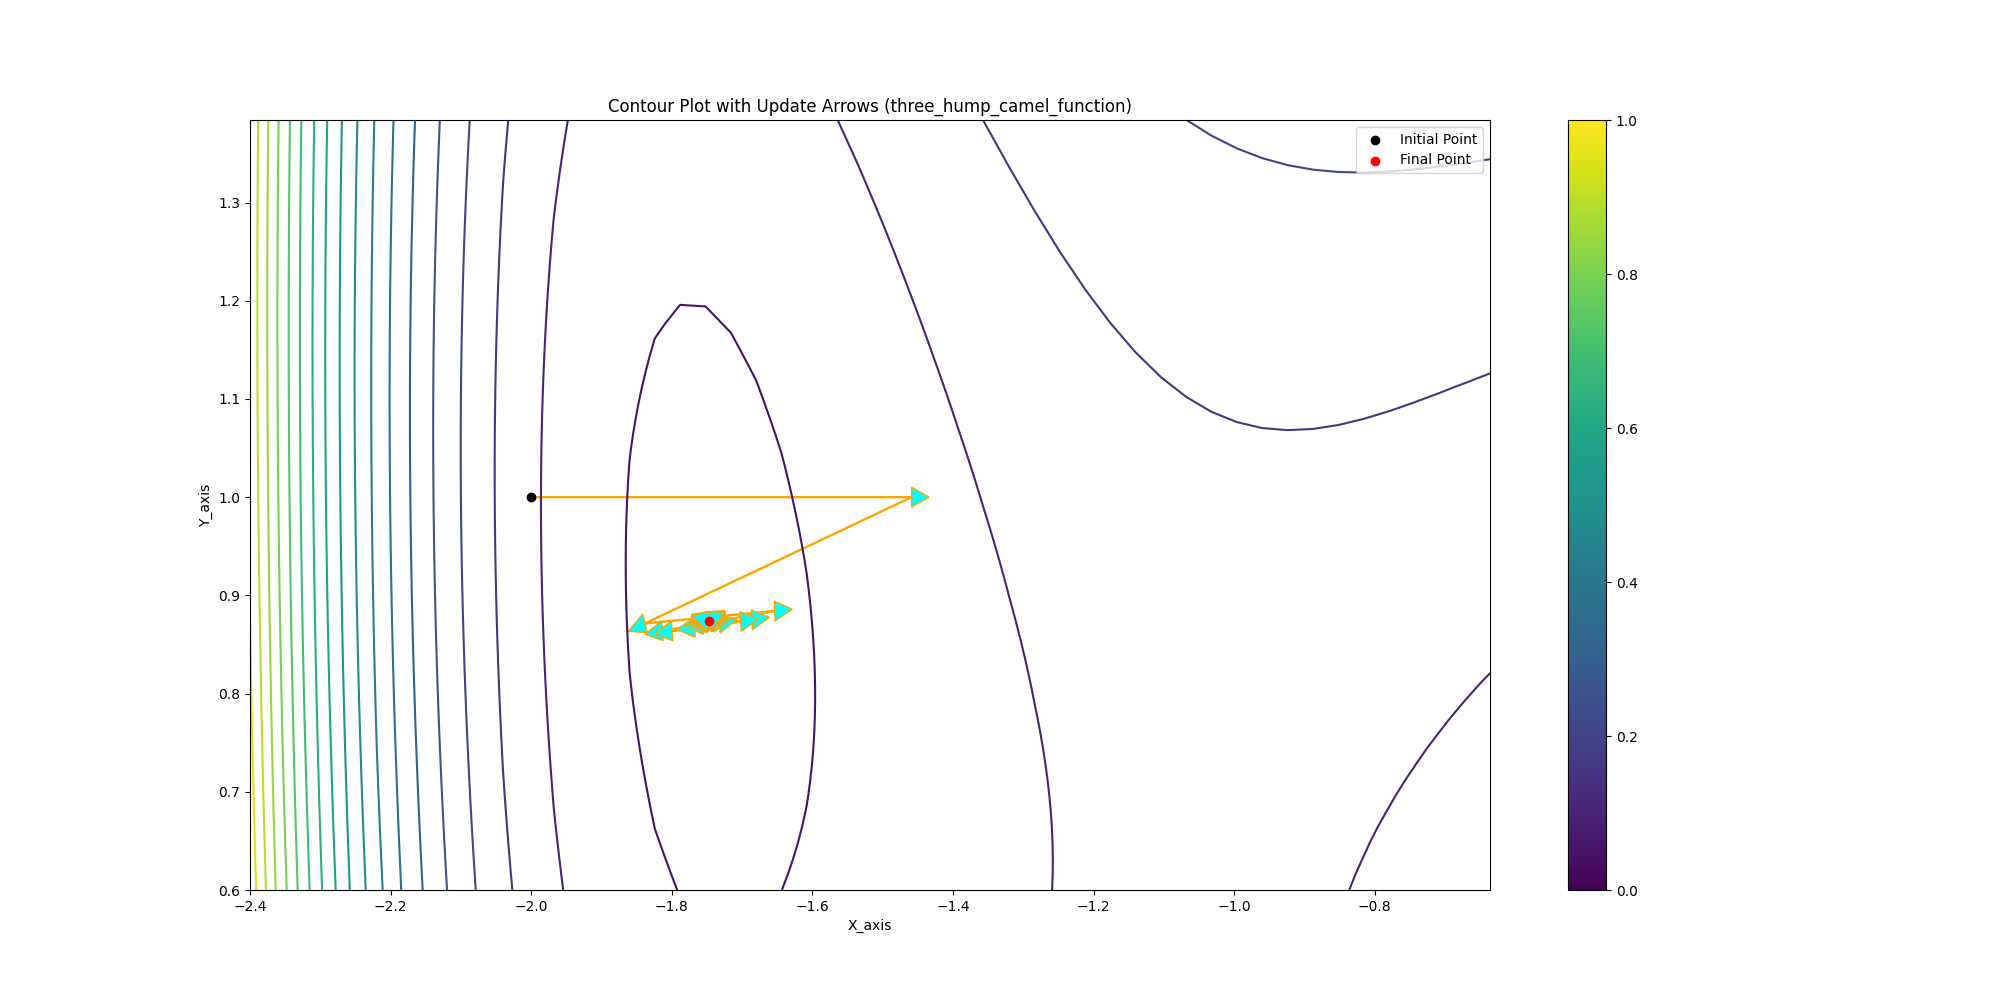 Contour Plot with Update Arrows (three_hump_camel_function)
Initial Point
Final Point
Y_axis
1.3
1.2
1.1
1.0
0.9
0.8
0.7
0.6
−2.4 −2.2 −2.0 −1.8 −1.6 −1.4 −1.2 −1.0 −0.8
X_axis
1.0
0.8
0.6
0.4
0.2
0.0